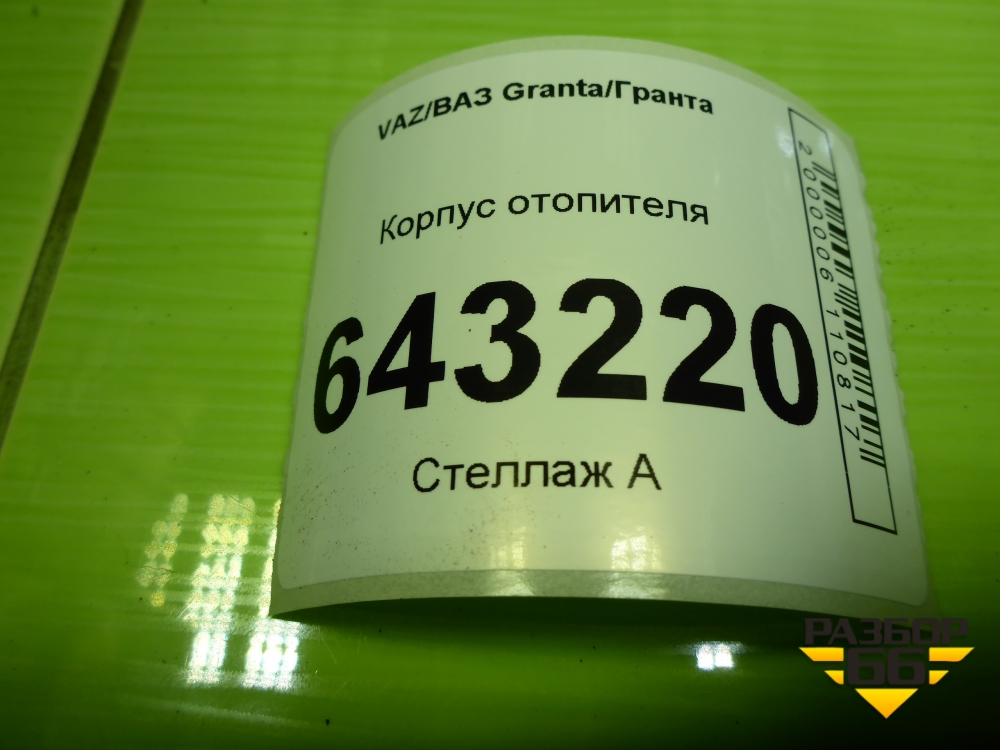 VAZ/ВАЗ Granta/Гранта
Корпус отопителя
643220
Стеллаж А
2000006110817
РАЗБОР
66